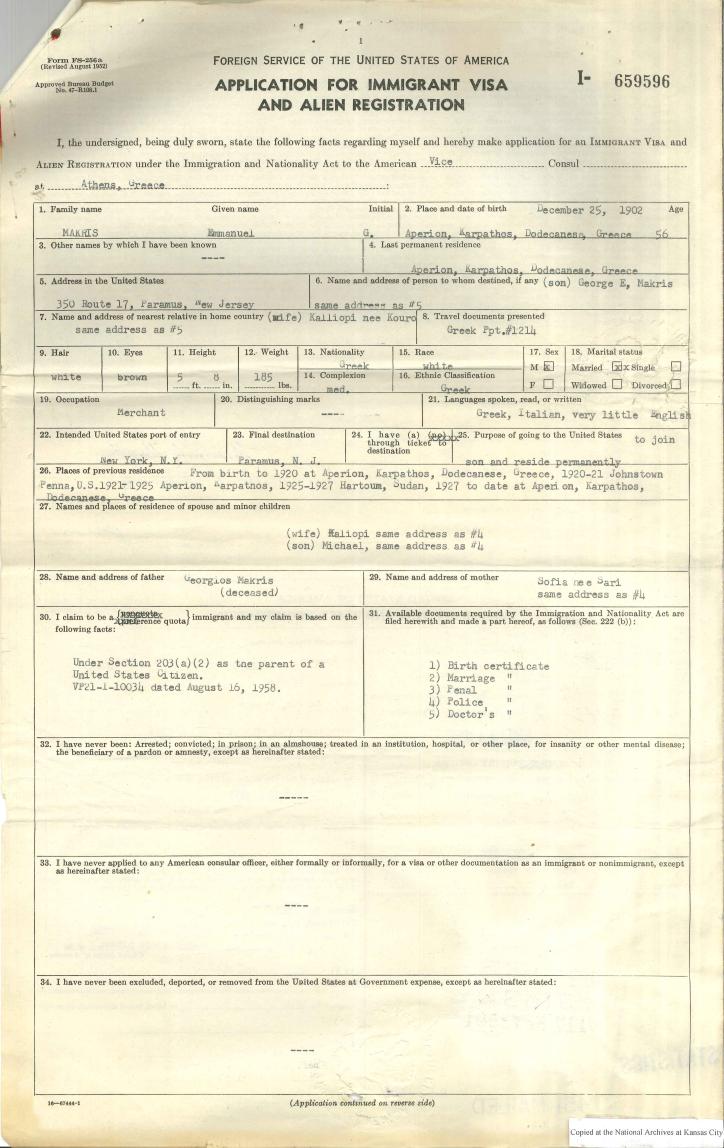 1
Form FS-256a
(Revised August 1952)
Approved Bureau Budget
No. 47-R108.1
FOREIGN SERVICE OF THE UNITED STATES OF AMERICA
APPLICATION FOR IMMIGRANT VISA
AND ALIEN REGISTRATION
I- 659596
I, the undersigned, being duly sworn, state the following facts regarding myself and hereby make application for an IMMIGRANT VISA and
ALIEN REGISTRATION under the Immigration and Nationality Act to the American Vice Consul
at Athens, Greece :
1. Family name Given name Initial
MAKRIS Emmanuel G.
2. Place and date of birth December 25, 1902 Age
Aperion, Karpathos, Dodecanese, Greece 56
3. Other names by which I have been known
----
4. Last permanent residence
Aperion, Karpathos, Dodecanese, Greece
5. Address in the United States
350 Route 17, Paramus, New Jersey
6. Name and address of person to whom destined, if any (son) George E, Makris
same address as #5
7. Name and address of nearest relative in home country (wife) Kalliopi nee Kouro
same address as #5
8. Travel documents presented
Greek Ppt.#1214
9. Hair
white
10. Eyes
brown
11. Height
5 8
ft. in.
12. Weight
185
lbs.
13. Nationality
Greek
14. Complexion
med.
15. Race
white
16. Ethnic Classification
Greek
17. Sex
M x
F
18. Marital status
Married xx Single
Widowed Divorced
19. Occupation
Merchant
20. Distinguishing marks
----
21. Languages spoken, read, or written
Greek, Italian, very little English
22. Intended United States port of entry
New York, N.Y.
23. Final destination
Paramus, N. J.
24. I have (a) (no)
through ticket to
destination
25. Purpose of going to the United States to join
son and reside permanently
26. Places of previous residence From birth to 1920 at Aperion, Karpathos, Dodecanese, Greece, 1920-21 Johnstown
Penna,U.S.1921-1925 Aperion, Karpatnos, 1925-1927 Hartoum, Sudan, 1927 to date at Aperion, Karpathos,
Dodecanese, Greece
27. Names and places of residence of spouse and minor children
(wife) Kaliopi same address as #4
(son) Michael, same address as #4
28. Name and address of father Georgios Makris
(deceased)
29. Name and address of mother Sofia nee Sari
same address as #4
30. I claim to be a { nonquota
preference quota } immigrant and my claim is based on the
following facts:
Under Section 203(a)(2) as tne parent of a
United States Citizen.
VP21-I-10034 dated August 16, 1958.
31. Available documents required by the Immigration and Nationality Act are
filed herewith and made a part hereof, as follows (Sec. 222 (b)):
1) Birth certificate
2) Marriage "
3) Penal "
4) Police "
5) Doctor's "
32. I have never been: Arrested; convicted; in prison; in an almshouse; treated in an institution, hospital, or other place, for insanity or other mental disease;
the beneficiary of a pardon or amnesty, except as hereinafter stated:
-----
33. I have never applied to any American consular officer, either formally or informally, for a visa or other documentation as an immigrant or nonimmigrant, except
as hereinafter stated:
----
34. I have never been excluded, deported, or removed from the United States at Government expense, except as hereinafter stated:
----
16—67444-1
(Application continued on reverse side)
Copied at the National Archives at Kansas City